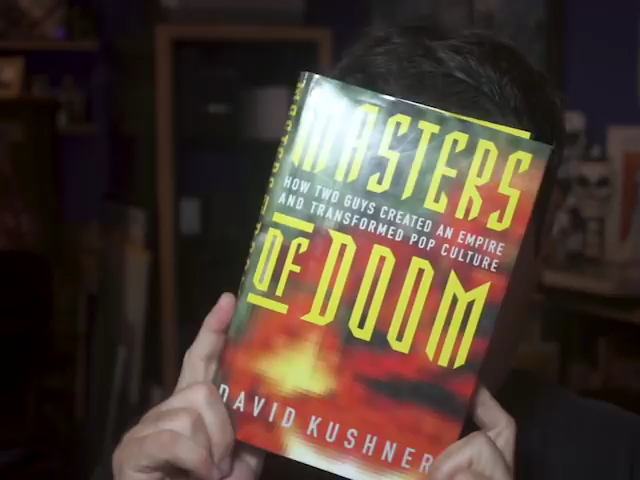 MASTERS
HOW TWO GUYS CREATED AN EMPIRE
AND TRANSFORMED POP CULTURE
OF DOOM
DAVID KUSHNER